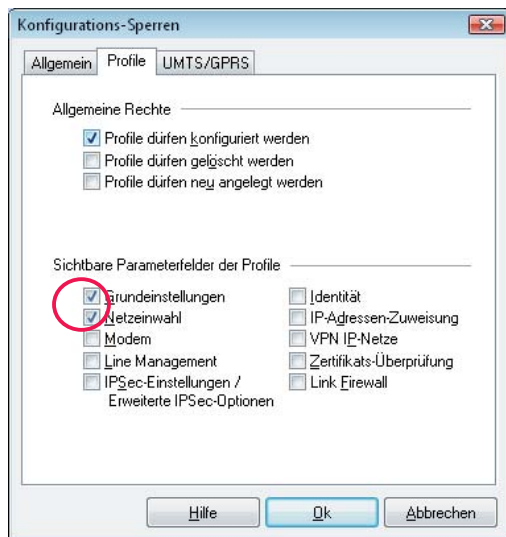 Konfigurations-Sperren
Allgemein Profile UMTS/GPRS
Allgemeine Rechte
Profile dürfen konfiguriert werden
Profile dürfen gelöscht werden
Profile dürfen neu angelegt werden
Sichtbare Parameterfelder der Profile
Grundeinstellungen
Netzeinwahl
Modem
Line Management
IPSec-Einstellungen /
Erweiterte IPSec-Optionen
Identität
IP-Adressen-Zuweisung
VPN IP-Netze
Zertifikats-Überprüfung
Link Firewall
Hilfe Ok Abbrechen